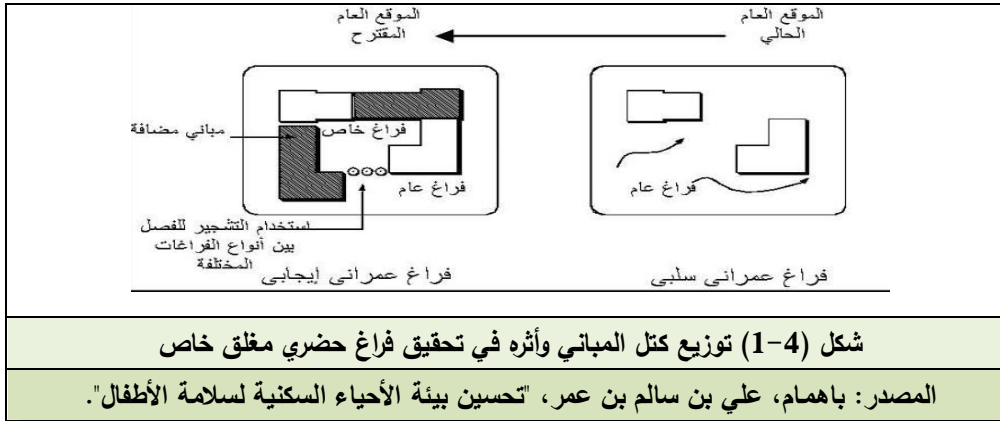 الموقع العام
الحالي
الموقع العام
المقترح
مباني مضافة
فراغ خاص
فراغ عام
فراغ عام
استخدام التشجير للفصل
بين أنواع الفراغات
المختلفة
فراغ عمراني سلبي
فراغ عمراني إيجابي
شكل (4-1) توزيع كتل المباني وأثره في تحقيق فراغ حضري مغلق خاص
المصدر: باهمام، علي بن سالم بن عمر، "تحسين بيئة الأحياء السكنية لسلامة الأطفال".